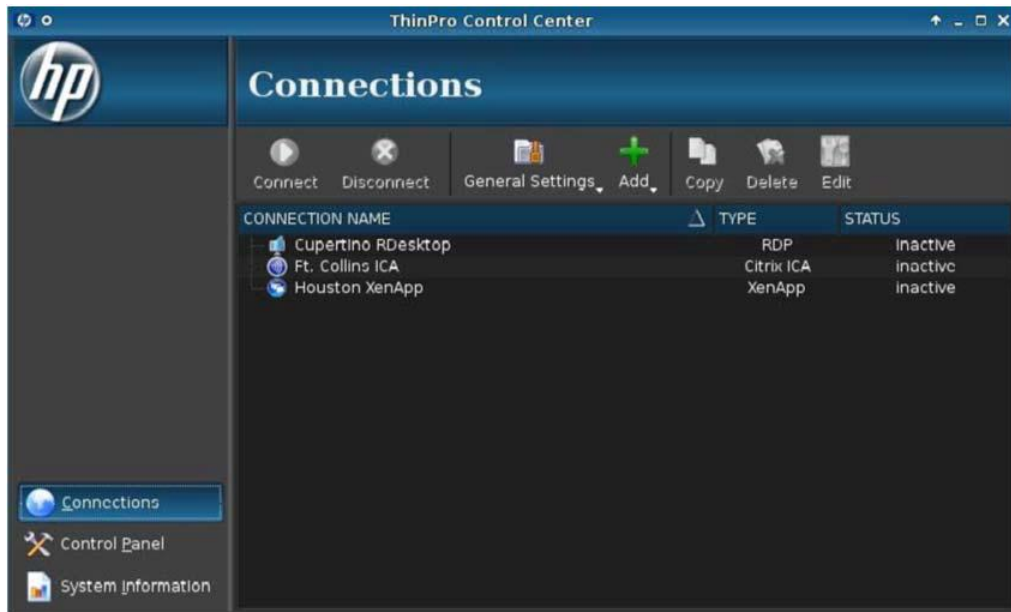 ThinPro Control Center
hp
Connections
Connect Disconnect General Settings Add Copy Delete Edit
CONNECTION NAME TYPE STATUS
Cupertino RDesktop RDP inactive
Ft. Collins ICA Citrix ICA inactive
Houston XenApp XenApp inactive
Connections
Control Panel
System Information